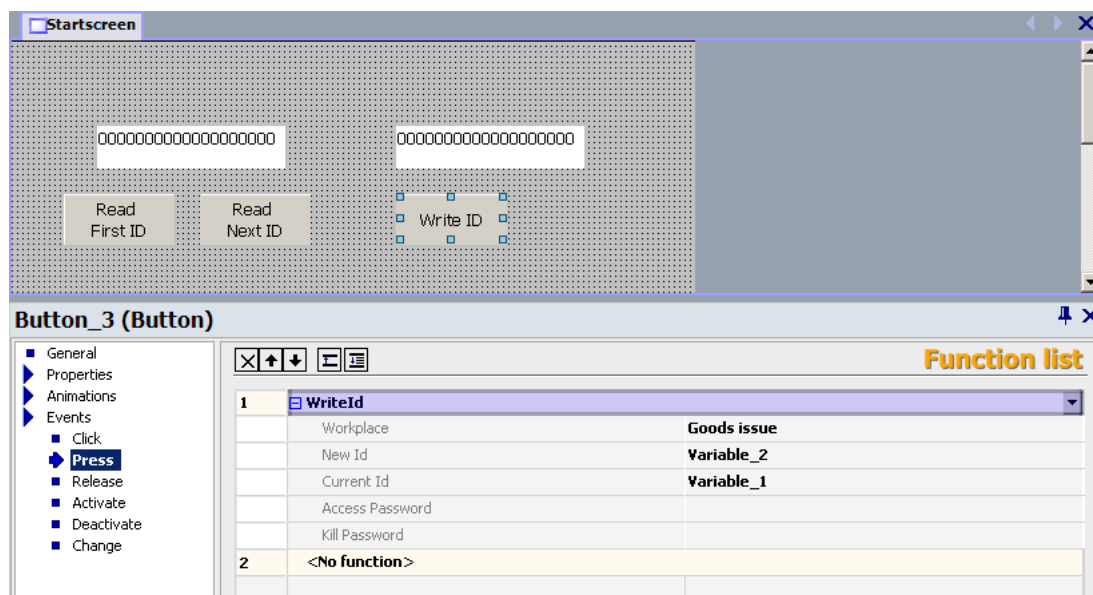 Startscreen
0000000000000000000 0000000000000000000
Read
First ID
Read
Next ID
Write ID
Button_3 (Button)
General
Properties
Animations
Events
Click
Press
Release
Activate
Deactivate
Change
Function list
1 WriteId
Workplace Goods issue
New Id Variable_2
Current Id Variable_1
Access Password
Kill Password
2 <No function>